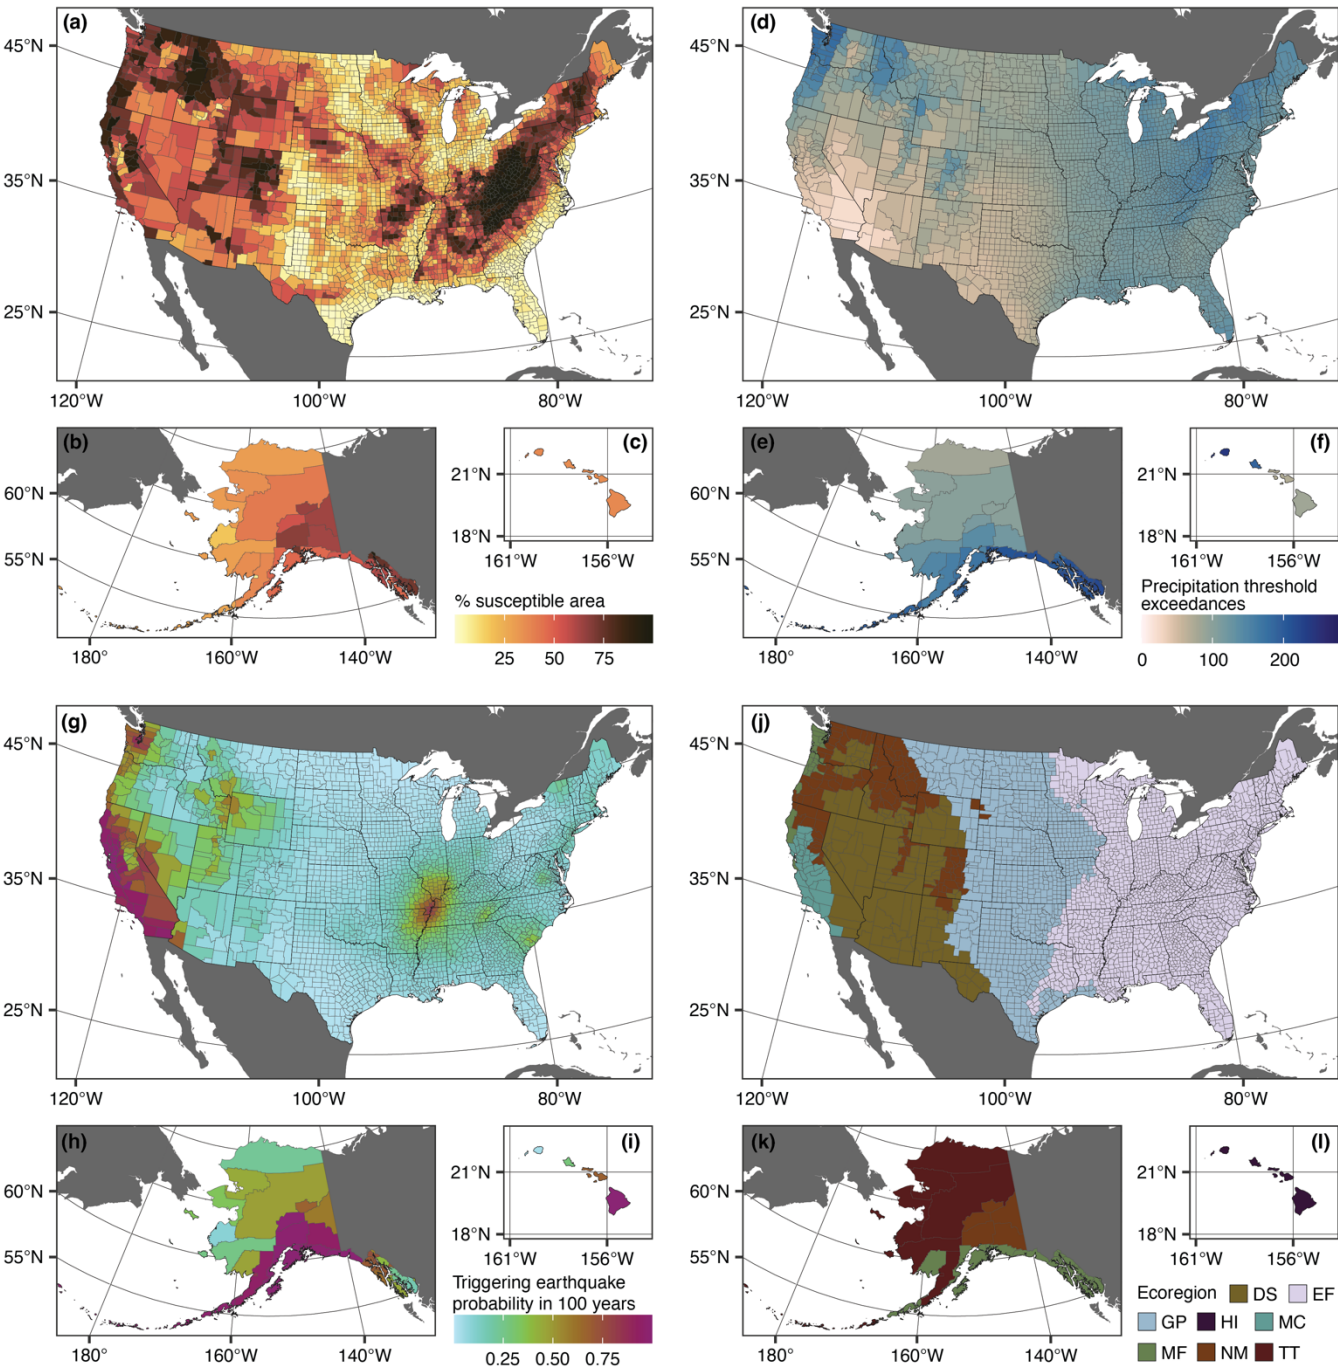 (a)
(d)
45°N
35°N
25°N
120°W
100°W
80°W
45°N
35°N
25°N
120°W
100°W
80°W
(b)
(c)
60°N
55°N
180°
160°W
140°W
21°N
18°N
161°W
156°W
% susceptible area
25
50
75
(e)
(f)
60°N
55°N
180°
160°W
140°W
21°N
18°N
161°W
156°W
Precipitation threshold
exceedances
0
100
200
(g)
(j)
45°N
35°N
25°N
120°W
100°W
80°W
45°N
35°N
25°N
120°W
100°W
80°W
(h)
(i)
60°N
55°N
180°
160°W
140°W
21°N
18°N
161°W
156°W
Triggering earthquake
probability in 100 years
0.25
0.50
0.75
(k)
(l)
60°N
55°N
180°
160°W
140°W
21°N
18°N
161°W
156°W
Ecoregion DS EF
GP HI MC
MF NM TT